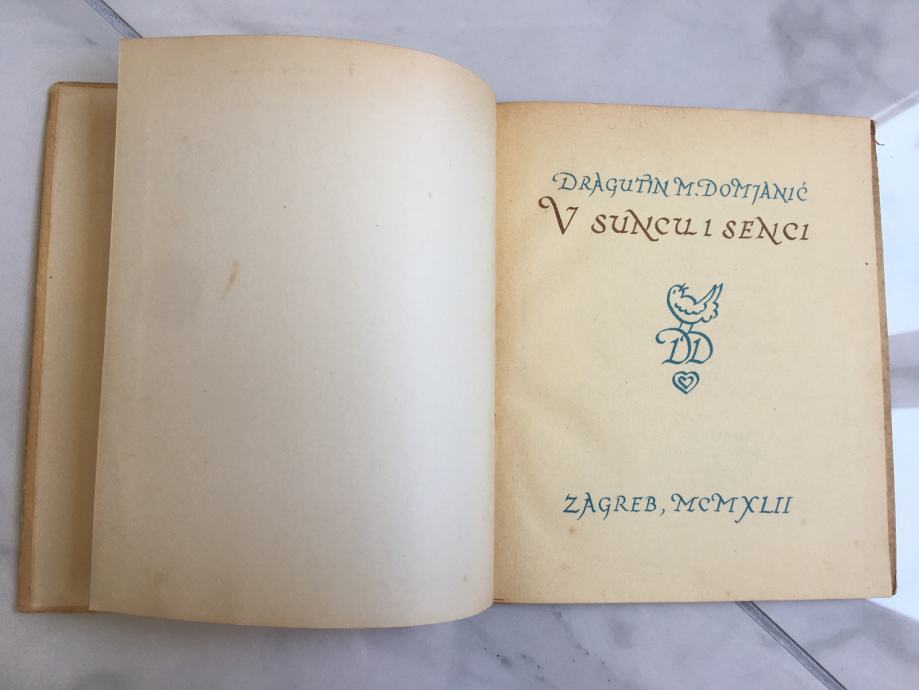 DRAGUTIN M. DOMJANIĆ
V SUNCU I SENCI
DD
ZAGREB, MCMXLII